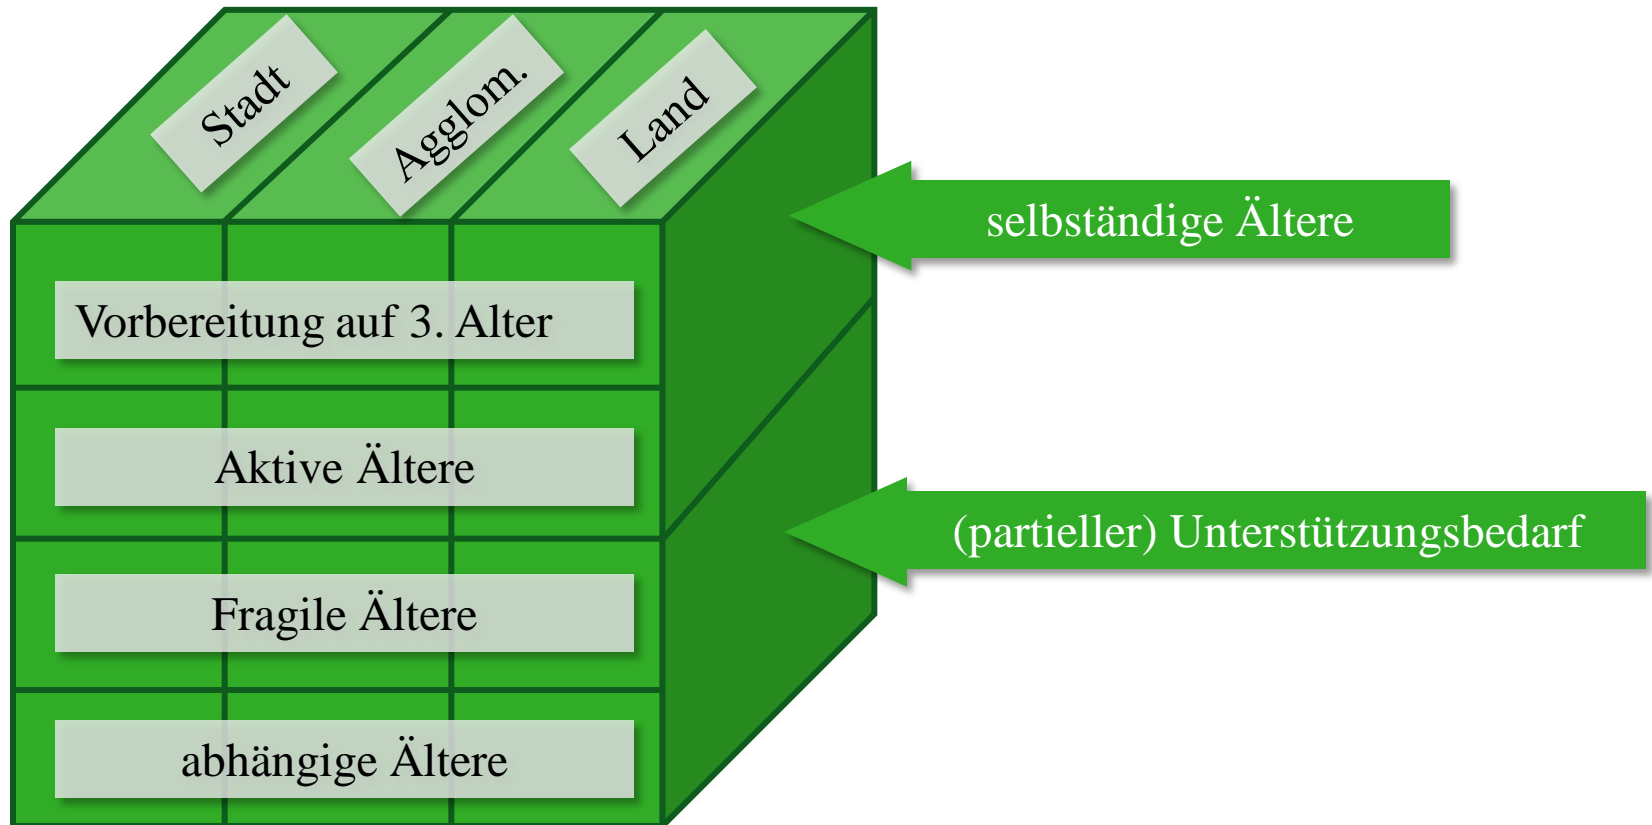 Stadt
Agglom.
Land
selbständige Ältere
Vorbereitung auf 3. Alter
Aktive Ältere
(partieller) Unterstützungsbedarf
Fragile Ältere
abhängige Ältere